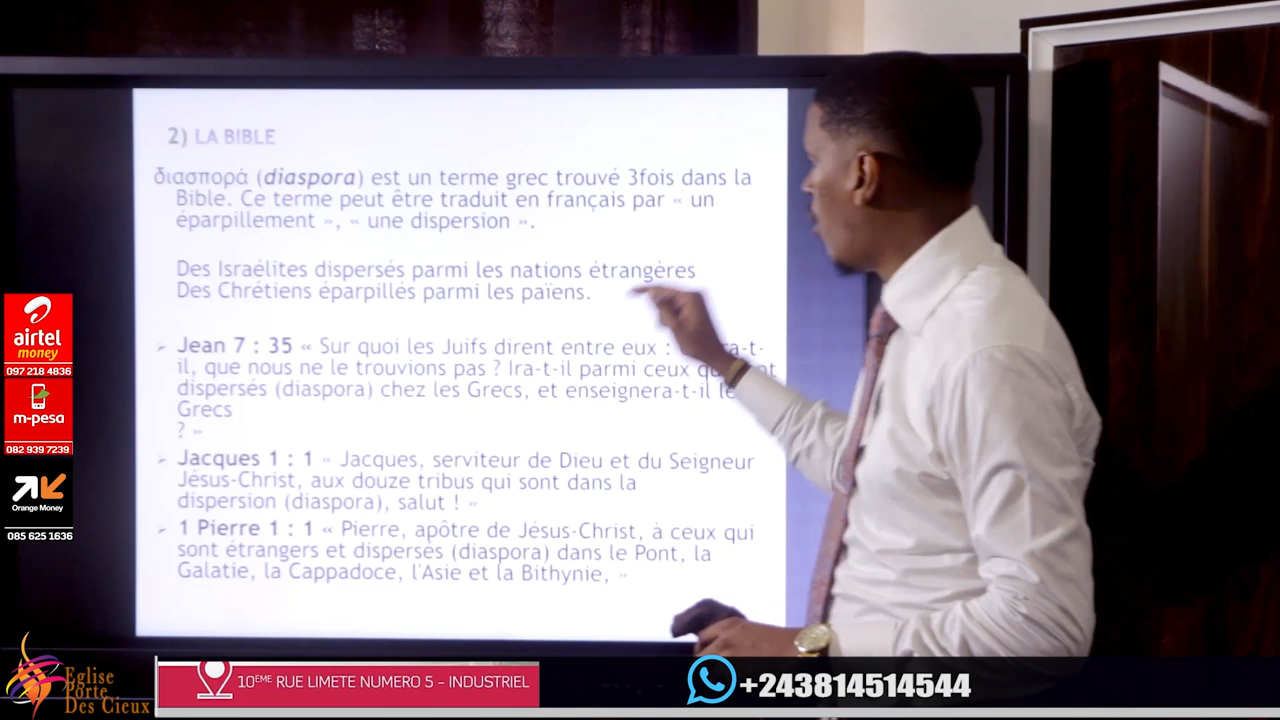 2) LA BIBLE
διασπορά (diaspora) est un terme grec trouvé 3fois dans la
Bible. Ce terme peut être traduit en français par « un
éparpillement », « une dispersion ».
Des Israélites dispersés parmi les nations étrangères
Des Chrétiens éparpillés parmi les païens.
Jean 7 : 35 « Sur quoi les Juifs dirent entre eux : ra-t-
il, que nous ne le trouvions pas ? Ira-t-il parmi ceux
dispersés (diaspora) chez les Grecs, et enseignera-t-il
Grecs
? »
Jacques 1 : 1 « Jacques, serviteur de Dieu et du Seigneur
Jésus-Christ, aux douze tribus qui sont dans la
dispersion (diaspora), salut ! »
1 Pierre 1 : 1 « Pierre, apôtre de Jésus-Christ, à ceux qui
sont étrangers et dispersés (diaspora) dans le Pont, la
Galatie, la Cappadoce, l'Asie et la Bithynie, »
airtel
money
097 218 4836
m-pesa
082 939 7239
Orange Money
085 625 1636
Eglise
Porte
Des Cieux
10EME RUE LIMETE NUMERO 5 - INDUSTRIEL
+243814514544